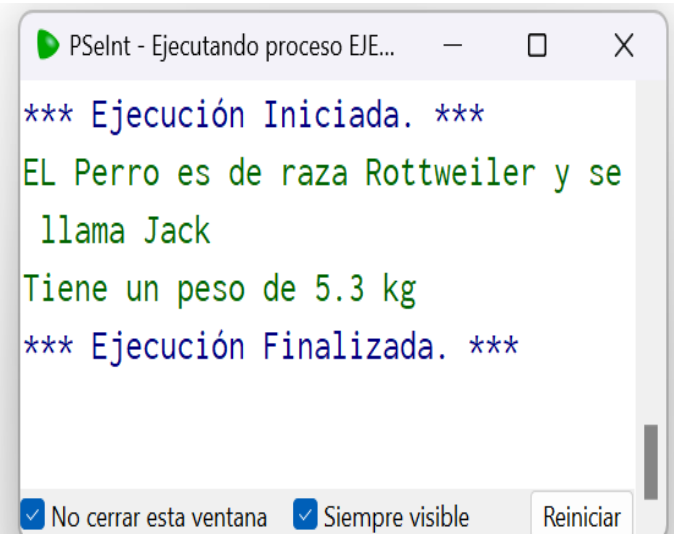 PSeInt - Ejecutando proceso EJE...
*** Ejecución Iniciada. ***
EL Perro es de raza Rottweiler y se
llama Jack
Tiene un peso de 5.3 kg
*** Ejecución Finalizada. ***
No cerrar esta ventana Siempre visible Reiniciar